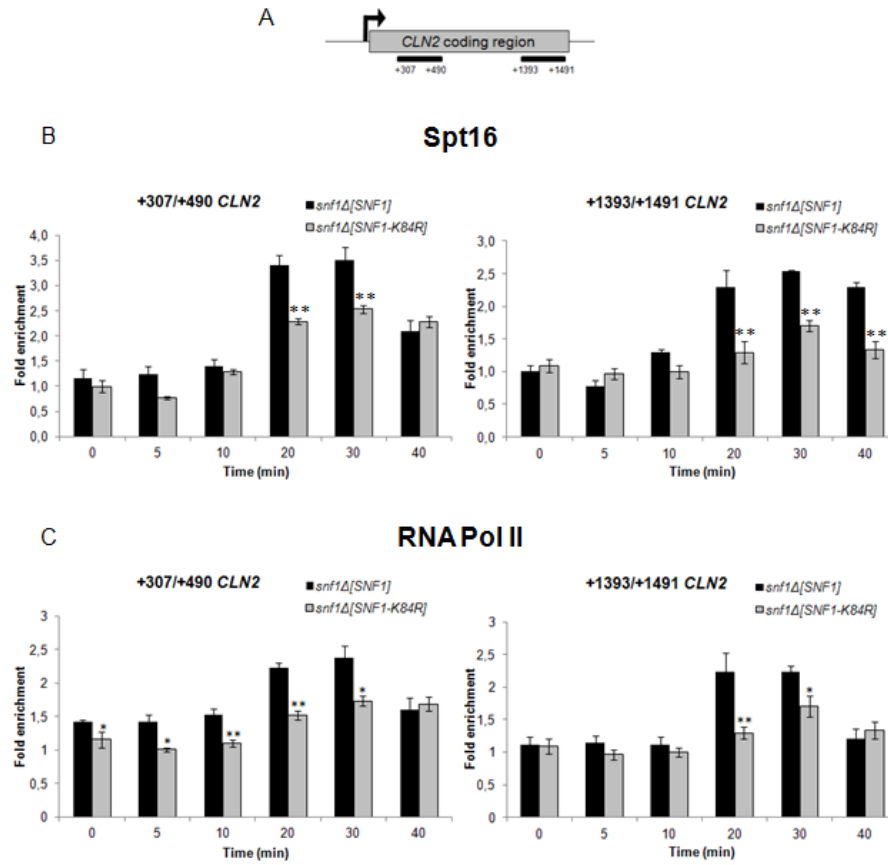 A
CLN2 coding region
+307 +490 +1393 +1491
B
Spt16
+307/+490 CLN2
snf1Δ[SNF1]
snf1Δ[SNF1-K84R]
Fold enrichment
4,0
3,5
3,0
2,5
2,0
1,5
1,0
0,5
0,0
** **
0 5 10 20 30 40
Time (min)
+1393/+1491 CLN2
snf1Δ[SNF1]
snf1Δ[SNF1-K84R]
Fold enrichment
3,0
2,5
2,0
1,5
1,0
0,5
0,0
** ** **
0 5 10 20 30 40
Time (min)
C
RNA Pol II
+307/+490 CLN2
snf1Δ[SNF1]
snf1Δ[SNF1-K84R]
Fold enrichment
3
2,5
2
1,5
1
0,5
0
* * ** ** *
0 5 10 20 30 40
Time (min)
+1393/+1491 CLN2
snf1Δ[SNF1]
snf1Δ[SNF1-K84R]
Fold enrichment
3
2,5
2
1,5
1
0,5
0
** *
0 5 10 20 30 40
Time (min)